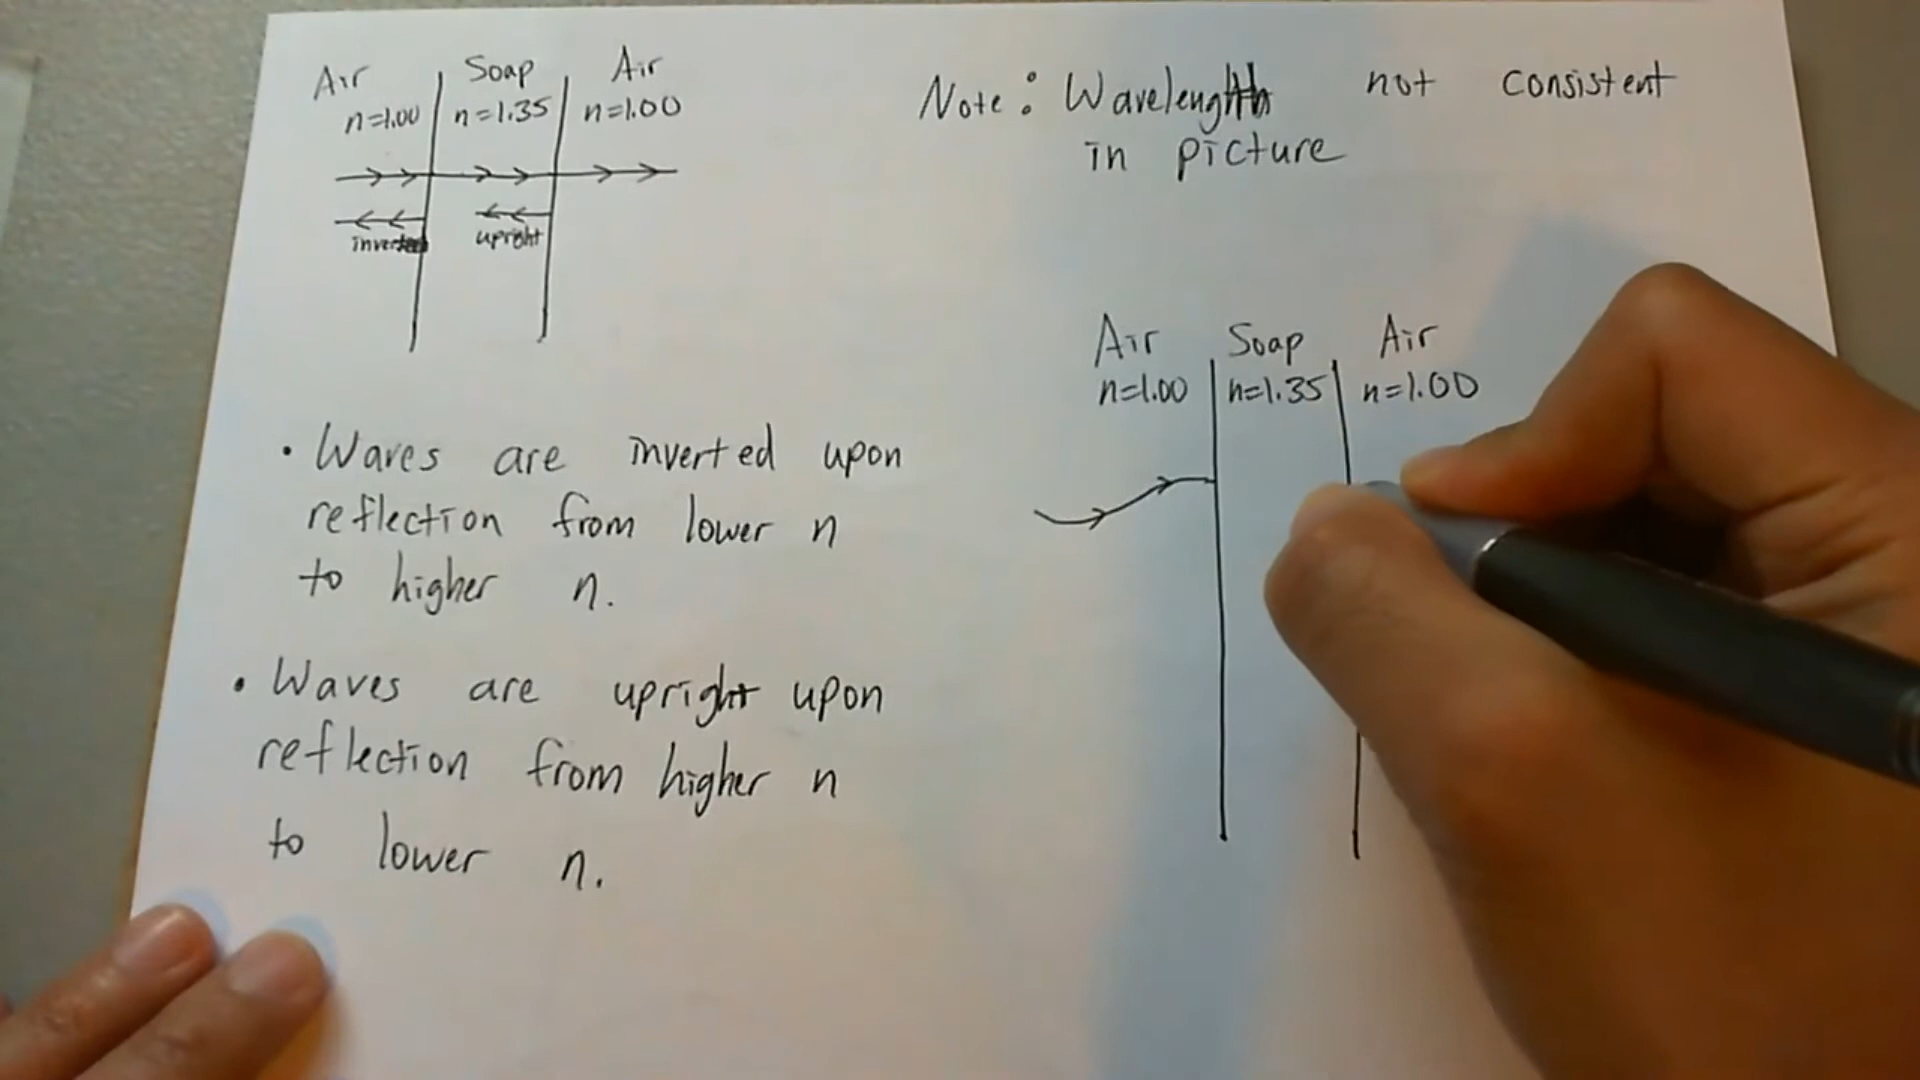 Air Soap Air
n=1.00 n=1.35 n=1.00
inverted upright
Note: Wavelength not consistent
in picture
Air Soap Air
n=1.00 n=1.35 n=1.00
• Waves are inverted upon
reflection from lower n
to higher n.
• Waves are upright upon
reflection from higher n
to lower n.